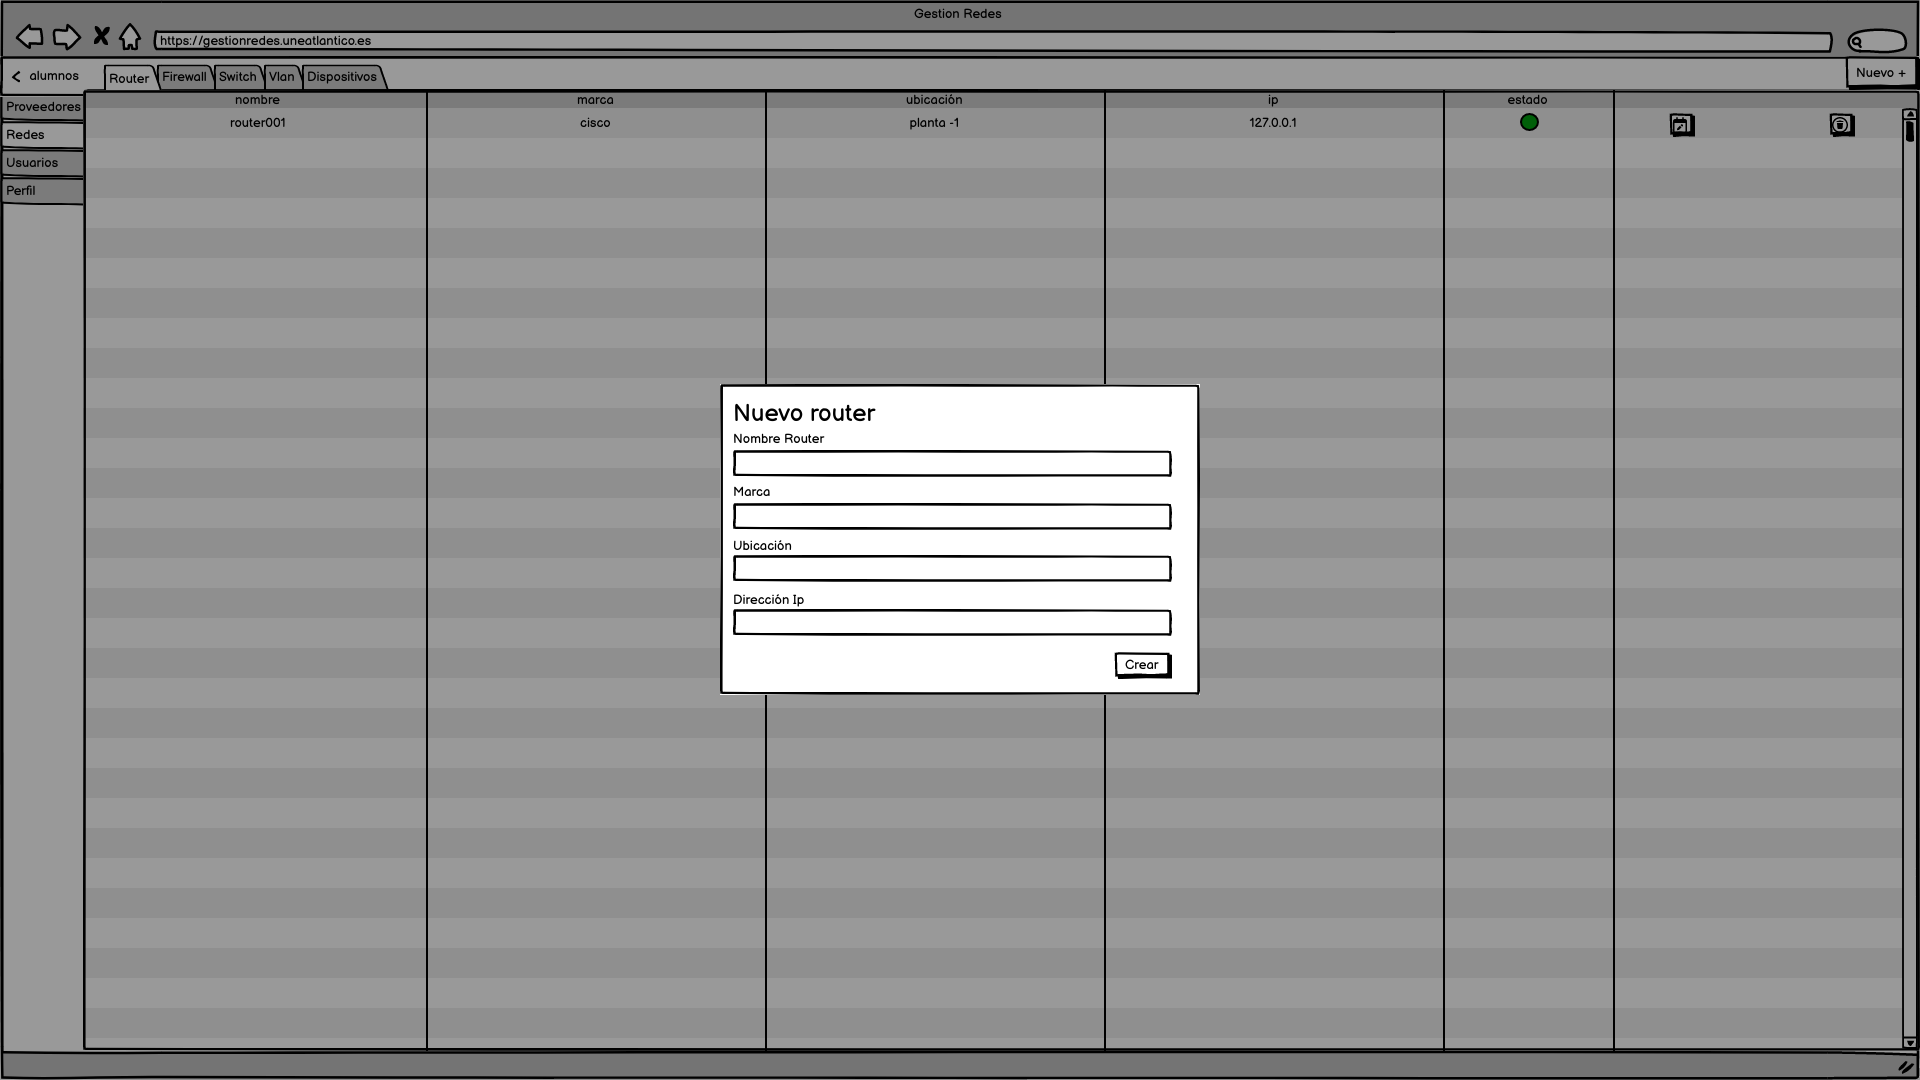 Gestion Redes
https://gestionredes.uneatlantico.es
alumnos
Router Firewall Switch Vlan Dispositivos
Nuevo +
Proveedores
Redes
Usuarios
Perfil
nombre marca ubicación ip estado
router001 cisco planta -1 127.0.0.1
Nuevo router
Nombre Router
Marca
Ubicación
Dirección Ip
Crear